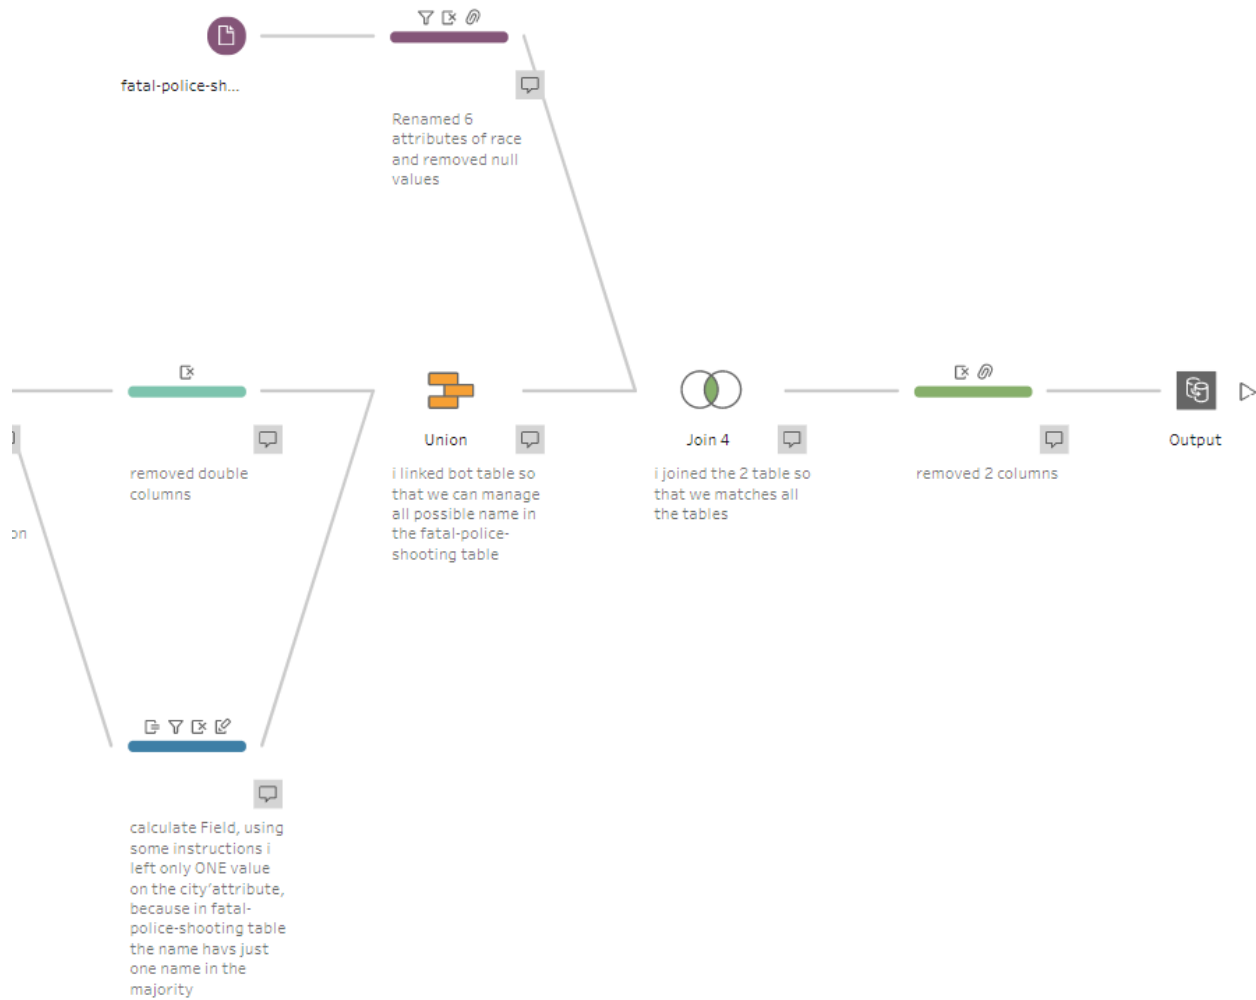 fatal-police-sh...
Renamed 6
attributes of race
and removed null
values
removed double
columns
on
Union
i linked bot table so
that we can manage
all possible name in
the fatal-police-
shooting table
Join 4
i joined the 2 table so
that we matches all
the tables
removed 2 columns
Output
calculate Field, using
some instructions i
left only ONE value
on the city'attribute,
because in fatal-
police-shooting table
the name havs just
one name in the
majority